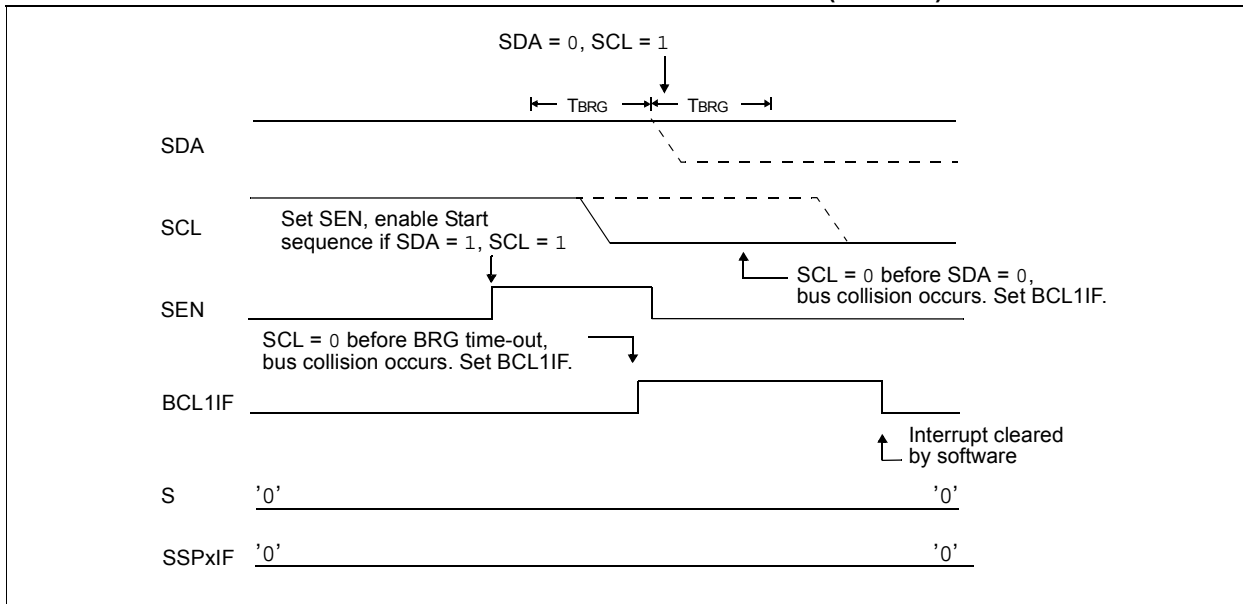 SDA = 0, SCL = 1
TBRG TBRG
SDA
SCL
Set SEN, enable Start
sequence if SDA = 1, SCL = 1
SCL = 0 before SDA = 0,
bus collision occurs. Set BCL1IF.
SEN
SCL = 0 before BRG time-out,
bus collision occurs. Set BCL1IF.
BCL1IF
Interrupt cleared
by software
S '0' '0'
SSPxIF '0' '0'